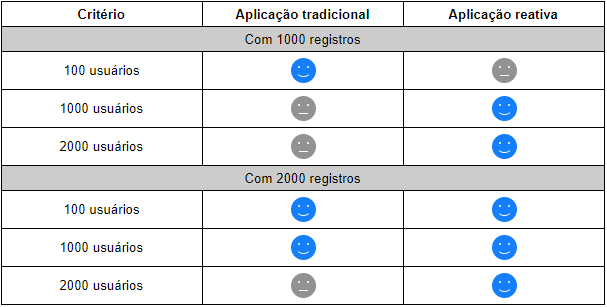 Critério Aplicação tradicional Aplicação reativa
Com 1000 registros
100 usuários
1000 usuários
2000 usuários
Com 2000 registros
100 usuários
1000 usuários
2000 usuários